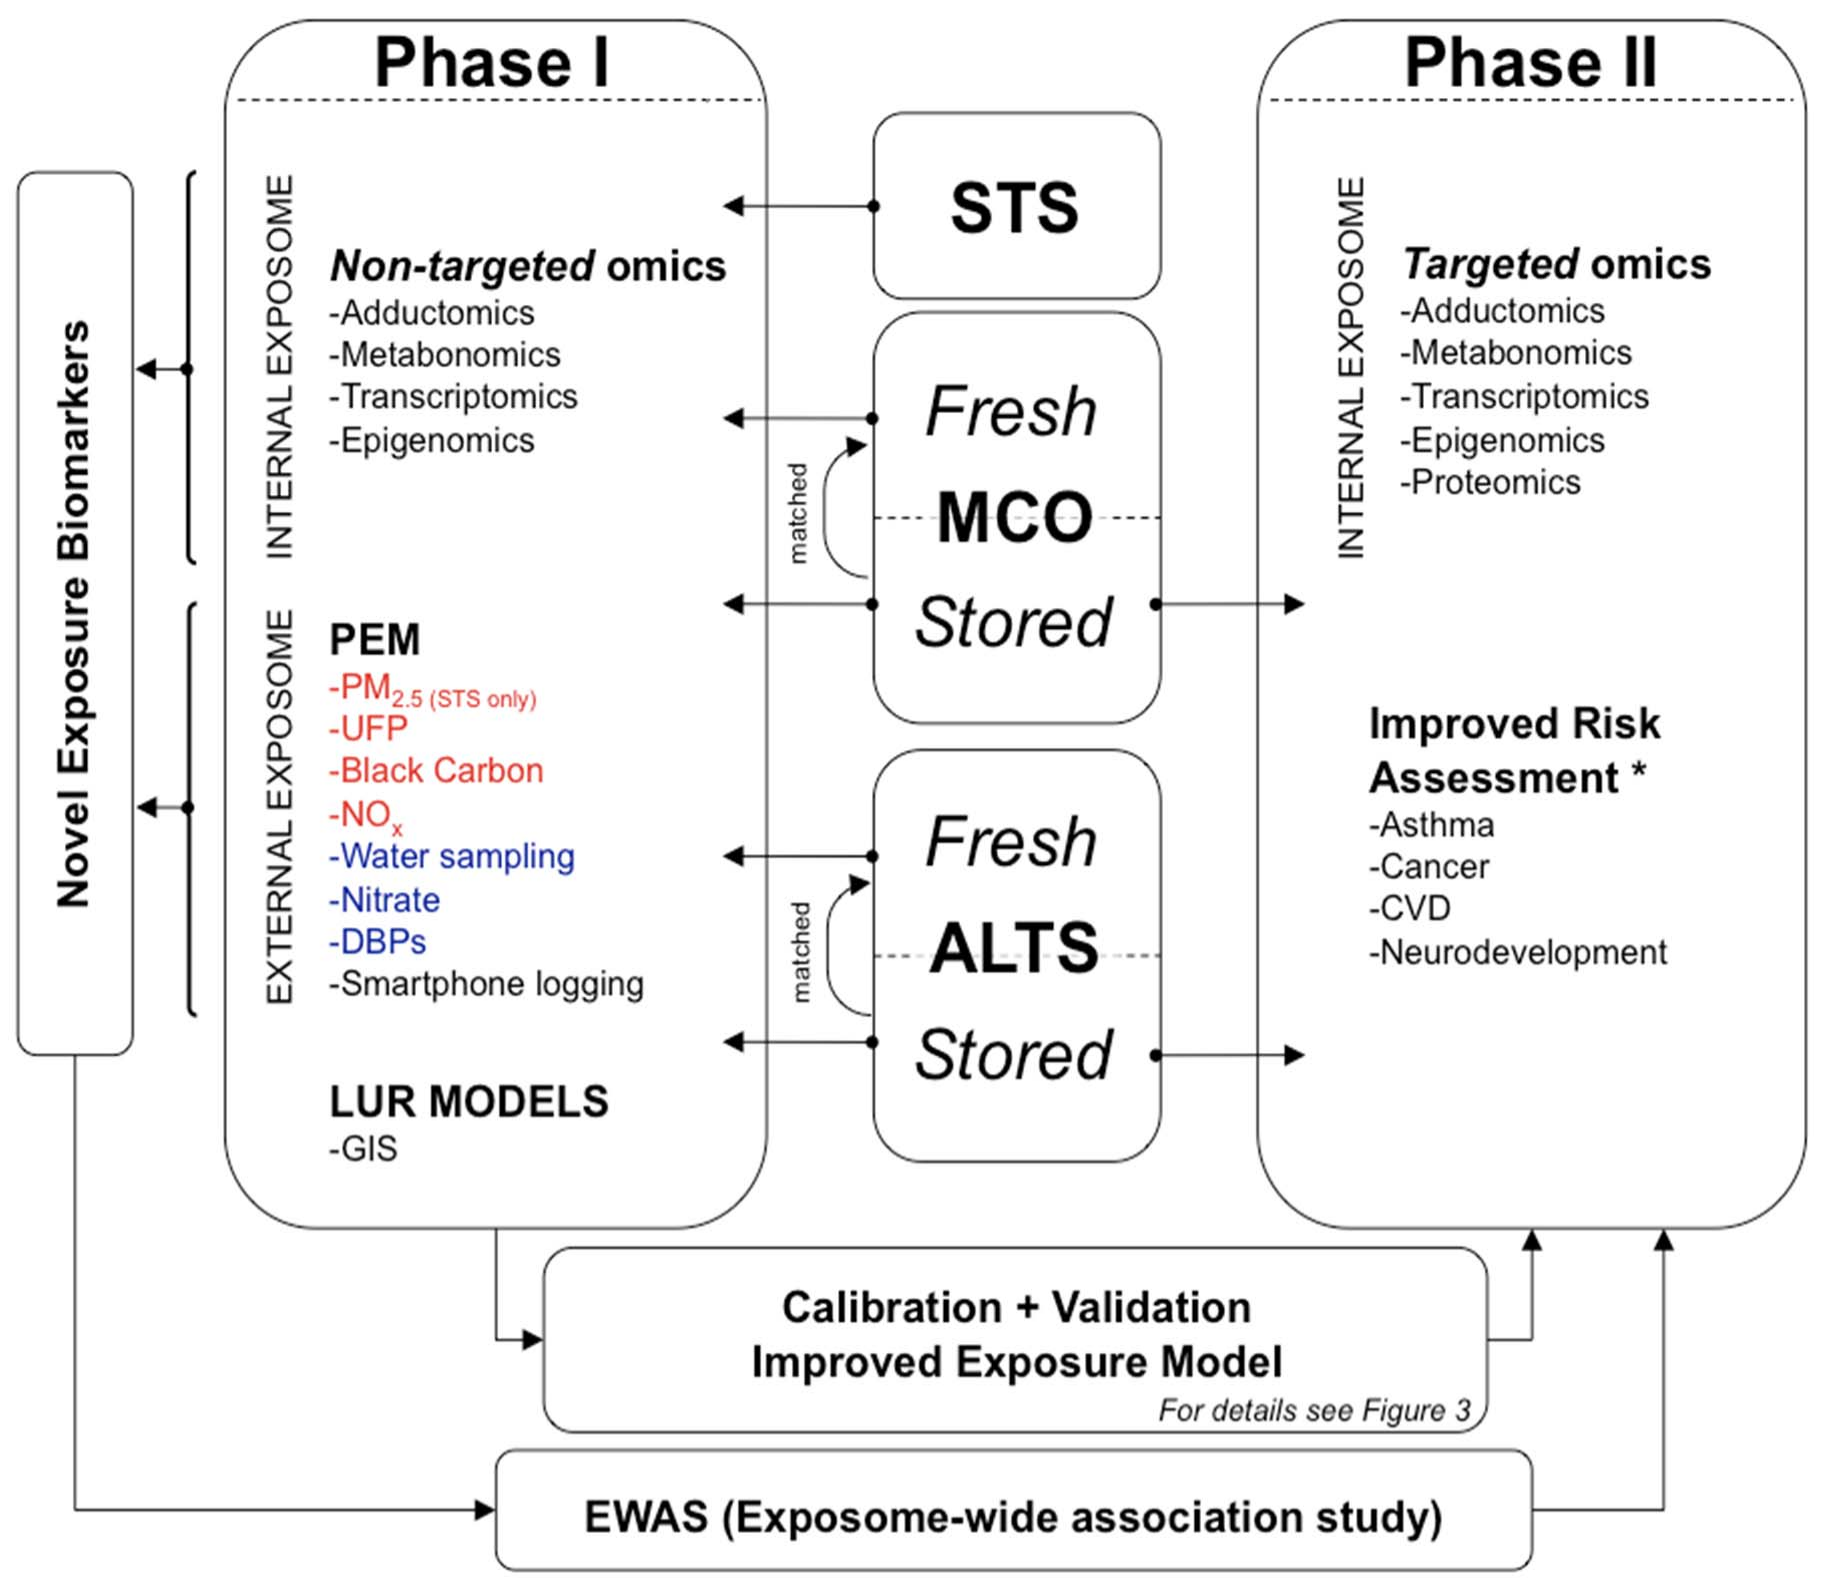 Phase I
Novel Exposure Biomarkers
INTERNAL EXPOSOME
Non-targeted omics
-Adductomics
-Metabonomics
-Transcriptomics
-Epigenomics
EXTERNAL EXPOSOME
PEM
-PM2.5 (STS only)
-UFP
-Black Carbon
-NOx
-Water sampling
-Nitrate
-DBPs
-Smartphone logging
LUR MODELS
-GIS
STS
Fresh
matched
MCO
Stored
Fresh
matched
ALTS
Stored
Phase II
INTERNAL EXPOSOME
Targeted omics
-Adductomics
-Metabonomics
-Transcriptomics
-Epigenomics
-Proteomics
Improved Risk
Assessment *
-Asthma
-Cancer
-CVD
-Neurodevelopment
Calibration + Validation
Improved Exposure Model
For details see Figure 3
EWAS (Exposome-wide association study)